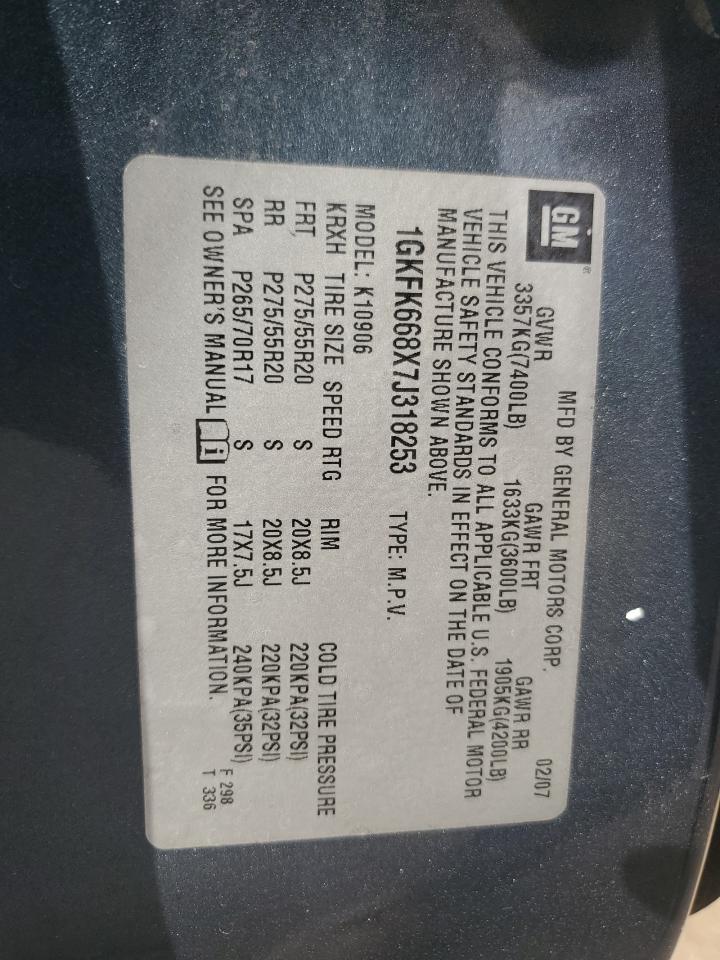 GM®
MFD BY GENERAL MOTORS CORP. 02/07
GVWR GAWR FRT GAWR RR
3357KG(7400LB) 1633KG(3600LB) 1905KG(4200LB)
THIS VEHICLE CONFORMS TO ALL APPLICABLE U.S. FEDERAL MOTOR
VEHICLE SAFETY STANDARDS IN EFFECT ON THE DATE OF
MANUFACTURE SHOWN ABOVE.
1GKFK668X7J318253 TYPE: M.P.V.
MODEL: K10906
KRXH TIRE SIZE SPEED RTG RIM COLD TIRE PRESSURE
FRT P275/55R20 S 20X8.5J 220KPA(32PSI)
RR P275/55R20 S 20X8.5J 220KPA(32PSI)
SPA P265/70R17 S 17X7.5J 240KPA(35PSI)
SEE OWNER'S MANUAL i FOR MORE INFORMATION.
F 298
T 336